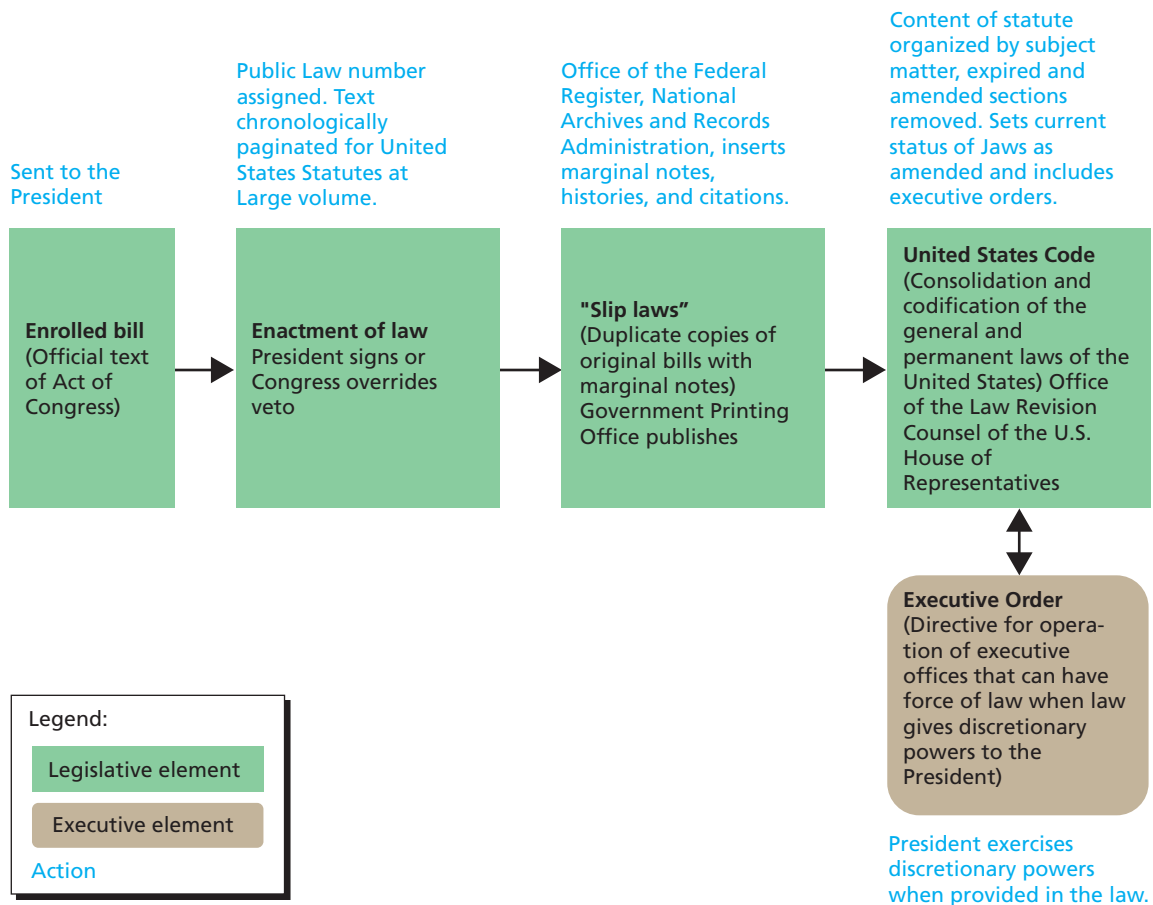 Sent to the
President
Public Law number
assigned. Text
chronologically
paginated for United
States Statutes at
Large volume.
Office of the Federal
Register, National
Archives and Records
Administration, inserts
marginal notes,
histories, and citations.
Content of statute
organized by subject
matter, expired and
amended sections
removed. Sets current
status of Jaws as
amended and includes
executive orders.
Enrolled bill
(Official text
of Act of
Congress)
Enactment of law
President signs or
Congress overrides
veto
"Slip laws”
(Duplicate copies of
original bills with
marginal notes)
Government Printing
Office publishes
United States Code
(Consolidation and
codification of the
general and
permanent laws of the
United States) Office
of the Law Revision
Counsel of the U.S.
House of
Representatives
Executive Order
(Directive for opera-
tion of executive
offices that can have
force of law when law
gives discretionary
powers to the
President)
President exercises
discretionary powers
when provided in the law.
Legend:
Legislative element
Executive element
Action